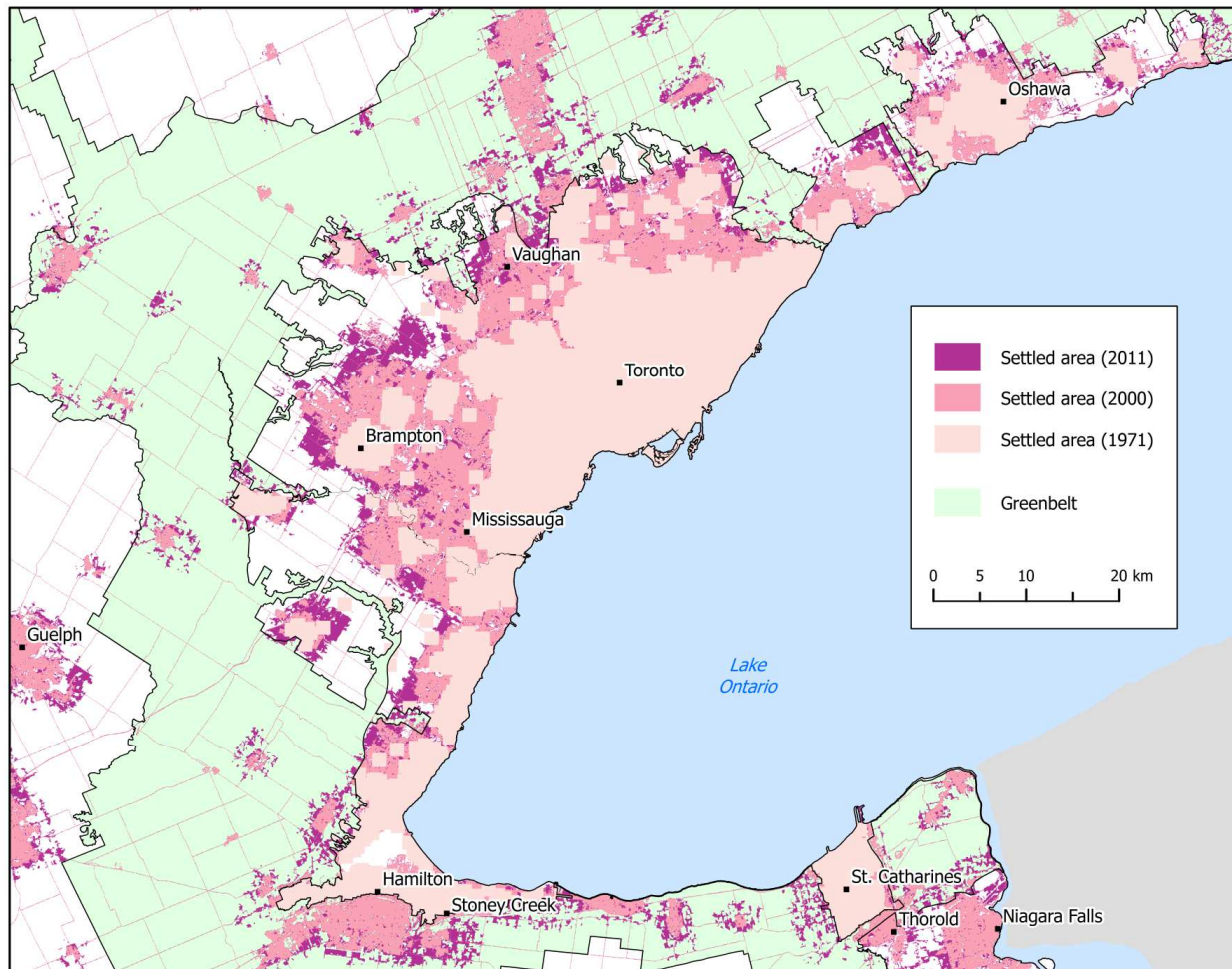 Oshawa
Vaughan
Toronto
Brampton
Mississauga
Guelph
Lake
Ontario
Hamilton
Stoney Creek
St. Catharines
Thorold
Niagara Falls
Settled area (2011)
Settled area (2000)
Settled area (1971)
Greenbelt
0 5 10 20 km